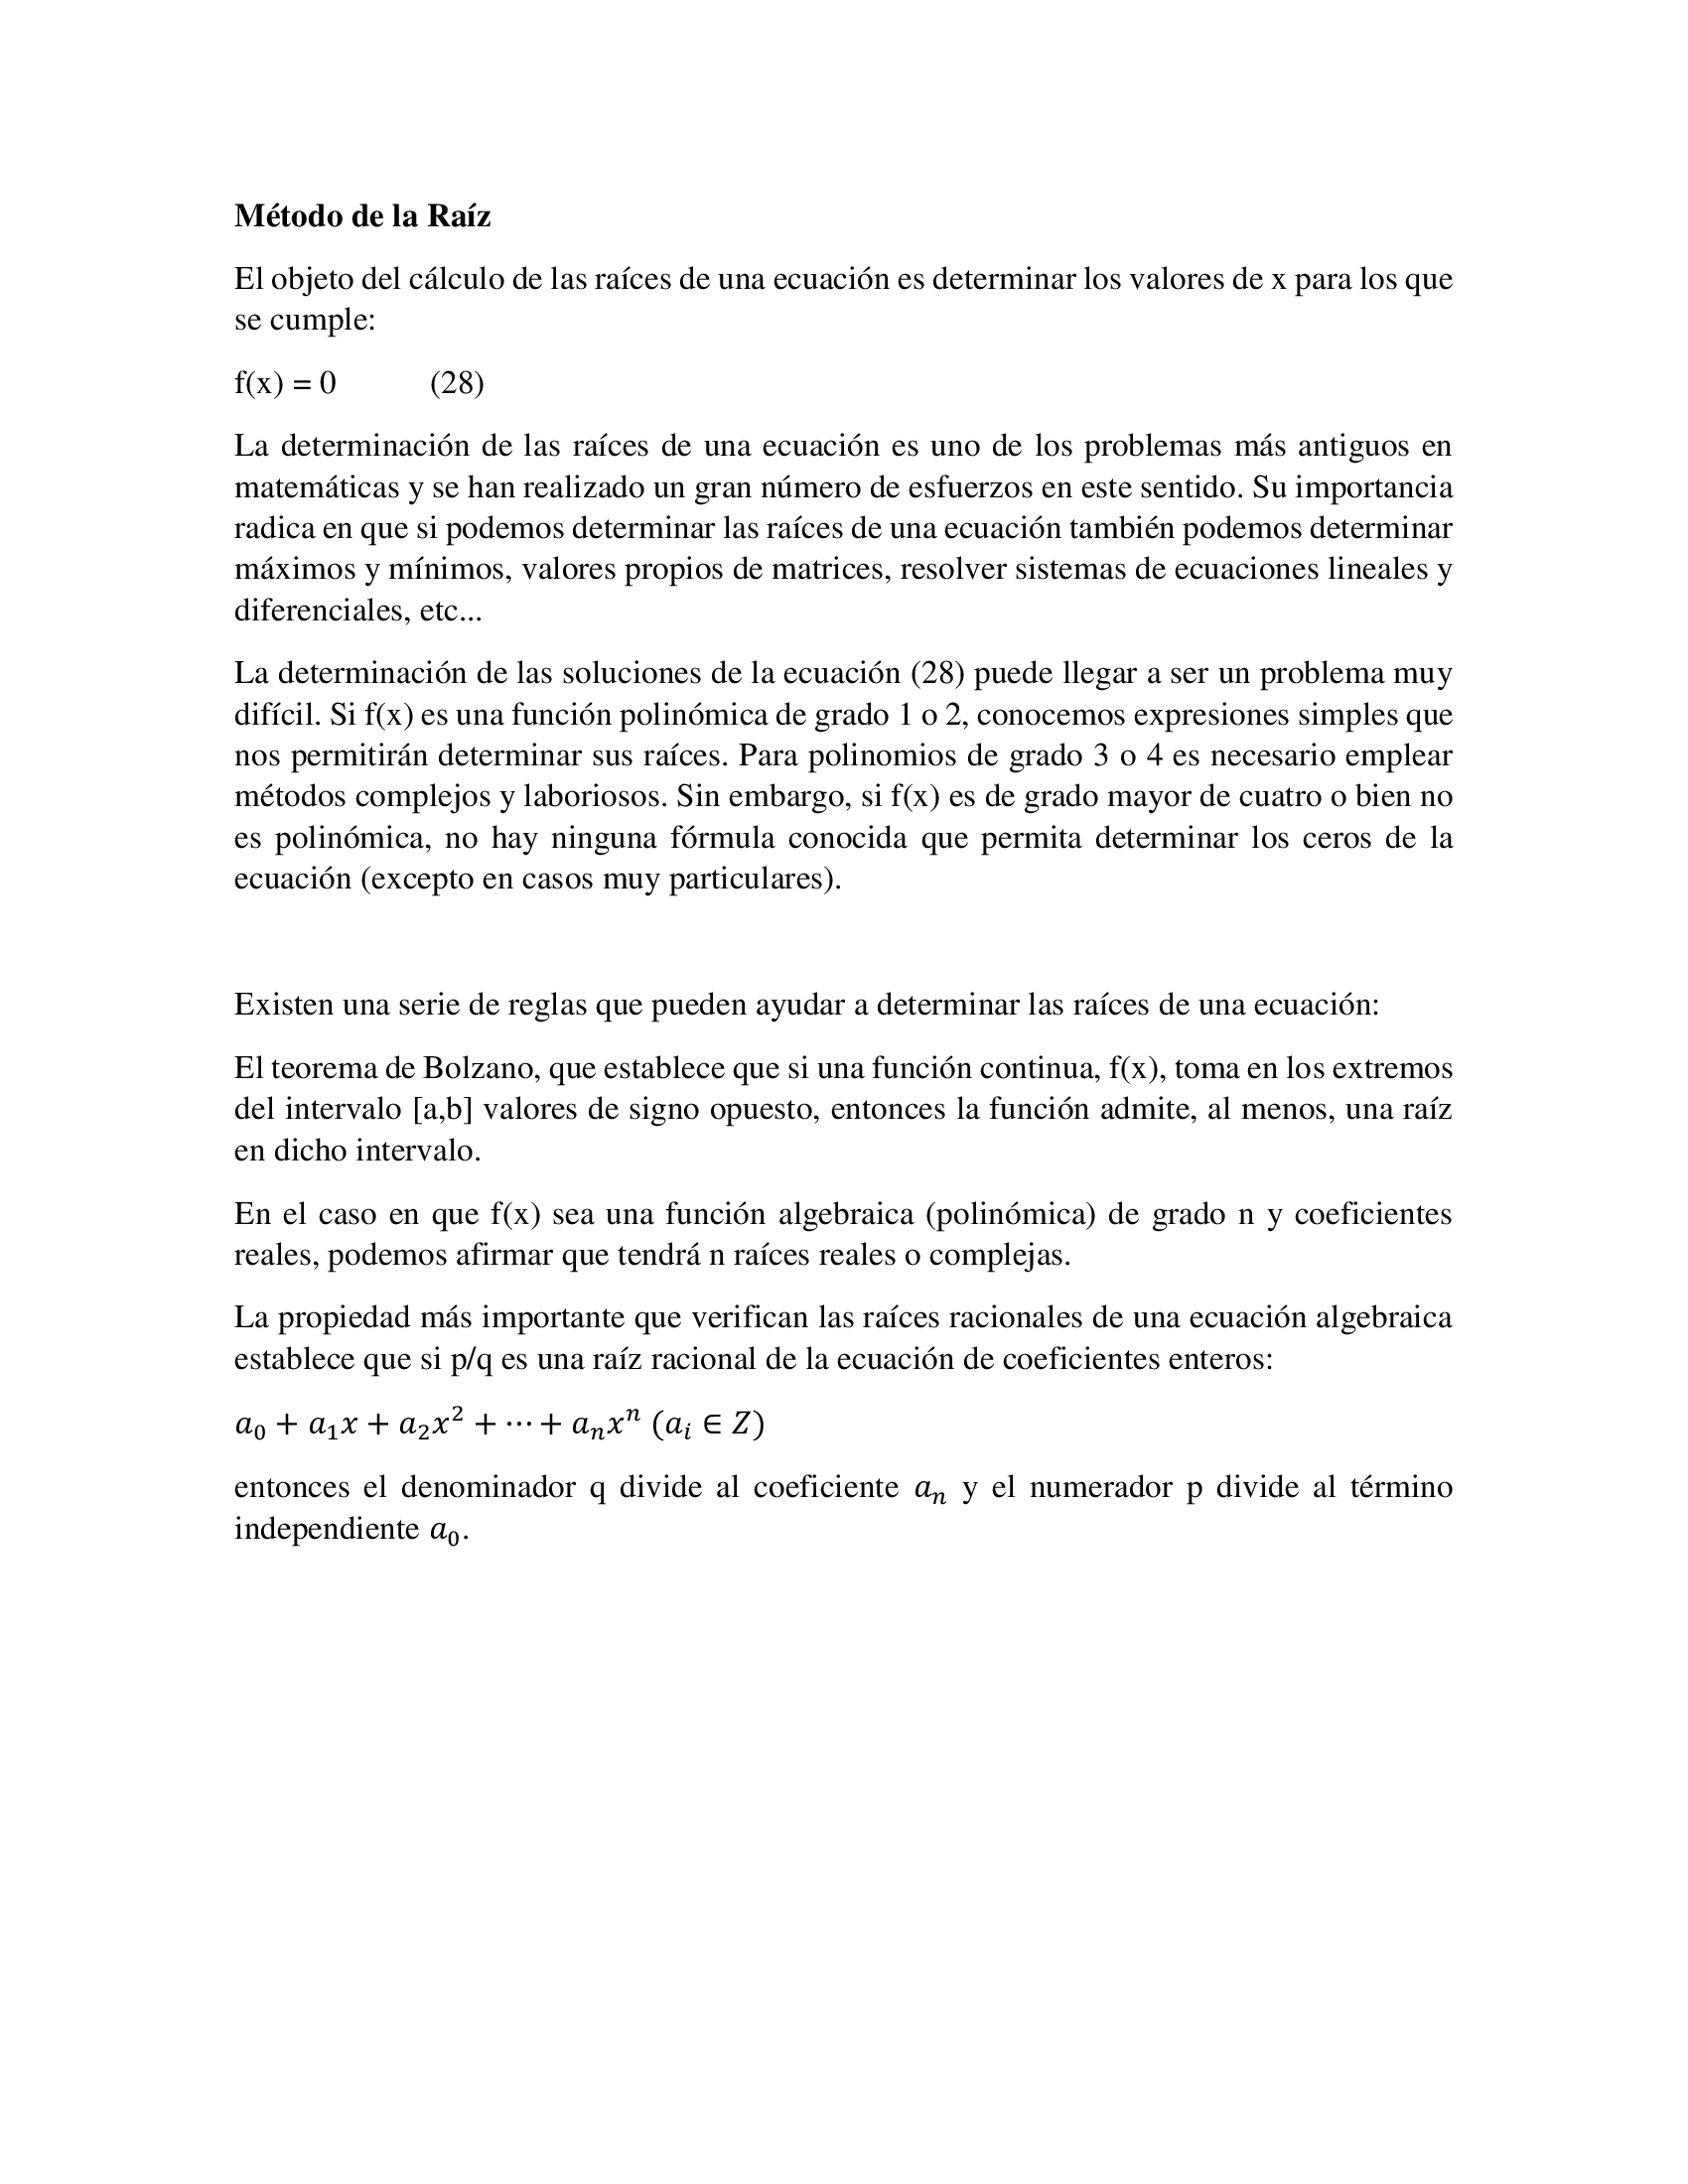 Método de la Raíz
El objeto del cálculo de las raíces de una ecuación es determinar los valores de x para los que
se cumple:
f(x) = 0 (28)
La determinación de las raíces de una ecuación es uno de los problemas más antiguos en
matemáticas y se han realizado un gran número de esfuerzos en este sentido. Su importancia
radica en que si podemos determinar las raíces de una ecuación también podemos determinar
máximos y mínimos, valores propios de matrices, resolver sistemas de ecuaciones lineales y
diferenciales, etc...
La determinación de las soluciones de la ecuación (28) puede llegar a ser un problema muy
difícil. Si f(x) es una función polinómica de grado 1 o 2, conocemos expresiones simples que
nos permitirán determinar sus raíces. Para polinomios de grado 3 o 4 es necesario emplear
métodos complejos y laboriosos. Sin embargo, si f(x) es de grado mayor de cuatro o bien no
es polinómica, no hay ninguna fórmula conocida que permita determinar los ceros de la
ecuación (excepto en casos muy particulares).
Existen una serie de reglas que pueden ayudar a determinar las raíces de una ecuación:
El teorema de Bolzano, que establece que si una función continua, f(x), toma en los extremos
del intervalo [a,b] valores de signo opuesto, entonces la función admite, al menos, una raíz
en dicho intervalo.
En el caso en que f(x) sea una función algebraica (polinómica) de grado n y coeficientes
reales, podemos afirmar que tendrá n raíces reales o complejas.
La propiedad más importante que verifican las raíces racionales de una ecuación algebraica
establece que si p/q es una raíz racional de la ecuación de coeficientes enteros:
𝑎₀ + 𝑎₁𝑥 + 𝑎₂𝑥² + ⋯ + 𝑎ₙ𝑥ⁿ (𝑎ᵢ ∈ 𝑍)
entonces el denominador q divide al coeficiente 𝑎ₙ y el numerador p divide al término
independiente 𝑎₀.